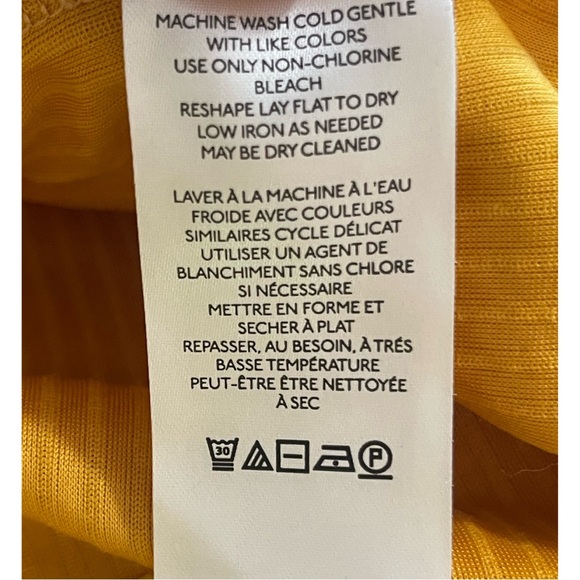 MACHINE WASH COLD GENTLE
WITH LIKE COLORS
USE ONLY NON-CHLORINE
BLEACH
RESHAPE LAY FLAT TO DRY
LOW IRON AS NEEDED
MAY BE DRY CLEANED
LAVER À LA MACHINE À L'EAU
FROIDE AVEC COULEURS
SIMILAIRES CYCLE DÉLICAT
UTILISER UN AGENT DE
BLANCHIMENT SANS CHLORE
SI NÉCESSAIRE
METTRE EN FORME ET
SECHER À PLAT
REPASSER, AU BESOIN, À TRÉS
BASSE TEMPÉRATURE
PEUT-ÊTRE ÊTRE NETTOYÉE
À SEC
30 P